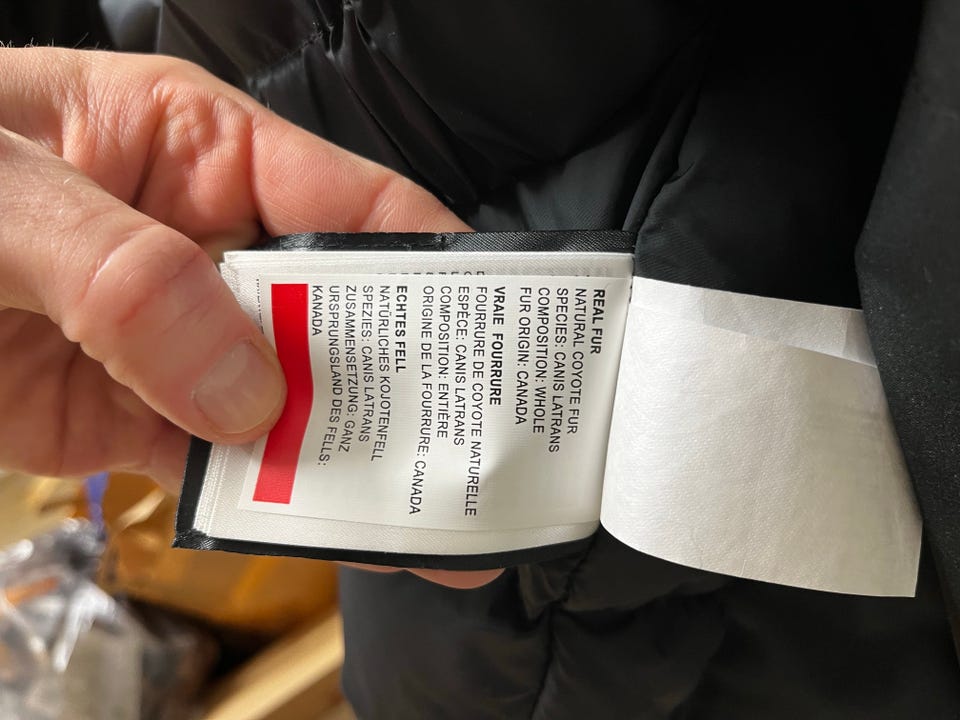 REAL FUR
NATURAL COYOTE FUR
SPECIES: CANIS LATRANS
COMPOSITION: WHOLE
FUR ORIGIN: CANADA
VRAIE FOURRURE
FOURRURE DE COYOTE NATURELLE
ESPÈCE: CANIS LATRANS
COMPOSITION: ENTIÈRE
ORIGINE DE LA FOURRURE: CANADA
ECHTES FELL
NATÜRLICHES KOJOTENFELL
SPEZIES: CANIS LATRANS
ZUSAMMENSETZUNG: GANZ
URSPRUNGSLAND DES FELLS:
KANADA